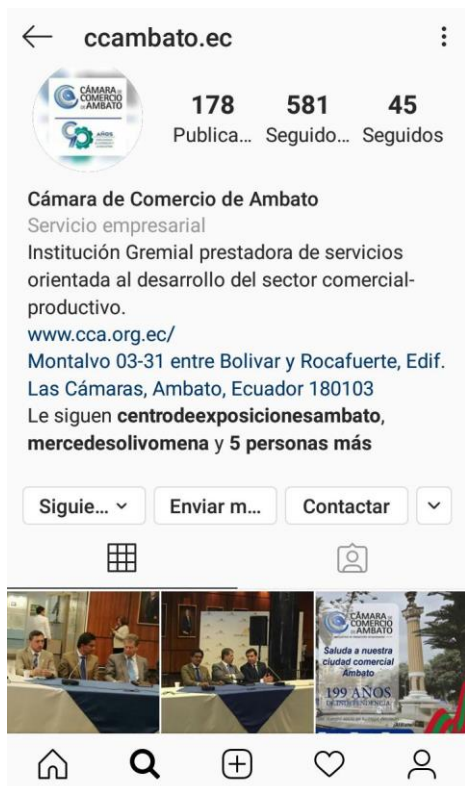 ccambato.ec
CÁMARA
COMERCIO
DE AMBATO
AÑOS
178
581
45
Publica...
Seguido...
Seguidos
Cámara de Comercio de Ambato
Servicio empresarial
Institución Gremial prestadora de servicios
orientada al desarrollo del sector comercial-
productivo.
www.cca.org.ec/
Montalvo 03-31 entre Bolivar y Rocafuerte, Edif.
Las Cámaras, Ambato, Ecuador 180103
Le siguen centrodeexposicionesambato,
mercedesolivomena y 5 personas más
Siguie...
Enviar m...
Contactar
CÁMARA
COMERCIO
DE AMBATO
Saluda a nuestra
ciudad comercial
Ambato
199 AÑOS
DE INDEPENDENCIA